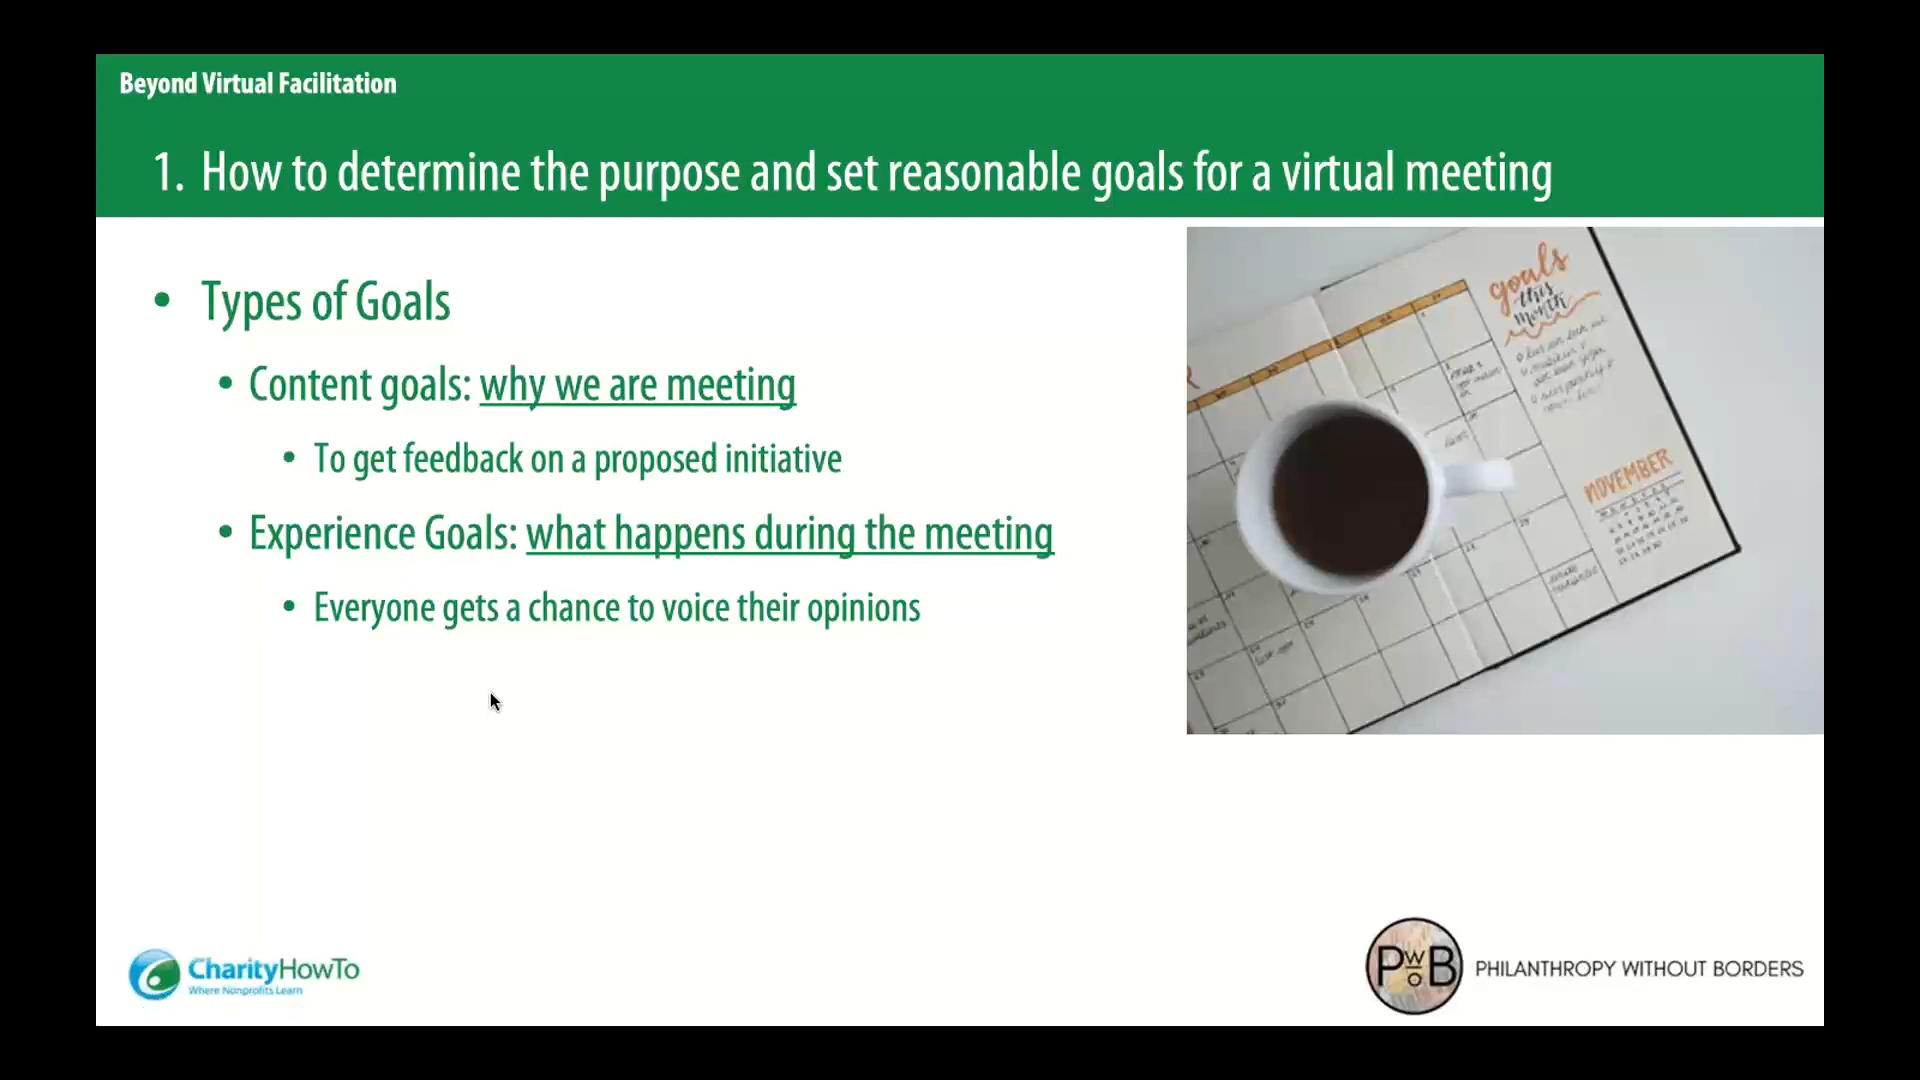 Beyond Virtual Facilitation
1. How to determine the purpose and set reasonable goals for a virtual meeting
• Types of Goals
• Content goals: why we are meeting
• To get feedback on a proposed initiative
• Experience Goals: what happens during the meeting
• Everyone gets a chance to voice their opinions
goals
this
month
NOVEMBER
CharityHowTo
Where Nonprofits Learn
PWOB
PHILANTHROPY WITHOUT BORDERS